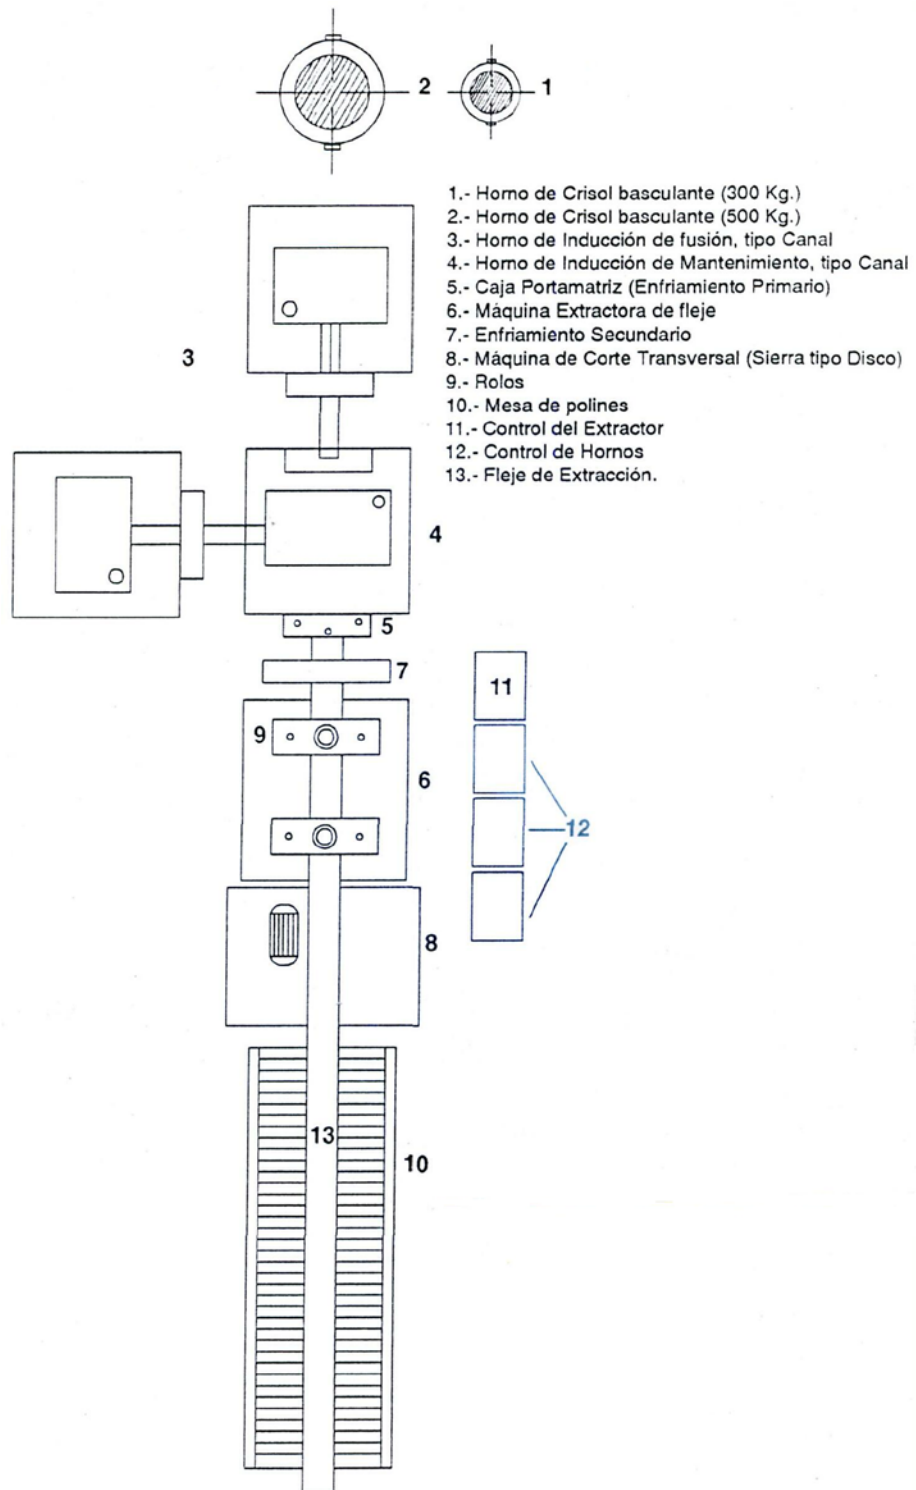 2
1
1.- Horno de Crisol basculante (300 Kg.)
2.- Horno de Crisol basculante (500 Kg.)
3.- Horno de Inducción de fusión, tipo Canal
4.- Horno de Inducción de Mantenimiento, tipo Canal
5.- Caja Portamatriz (Enfriamiento Primario)
6.- Máquina Extractora de fleje
7.- Enfriamiento Secundario
8.- Máquina de Corte Transversal (Sierra tipo Disco)
9.- Rolos
10.- Mesa de polines
11.- Control del Extractor
12.- Control de Hornos
13.- Fleje de Extracción.
3
4
5
7
11
9
6
12
8
13
10